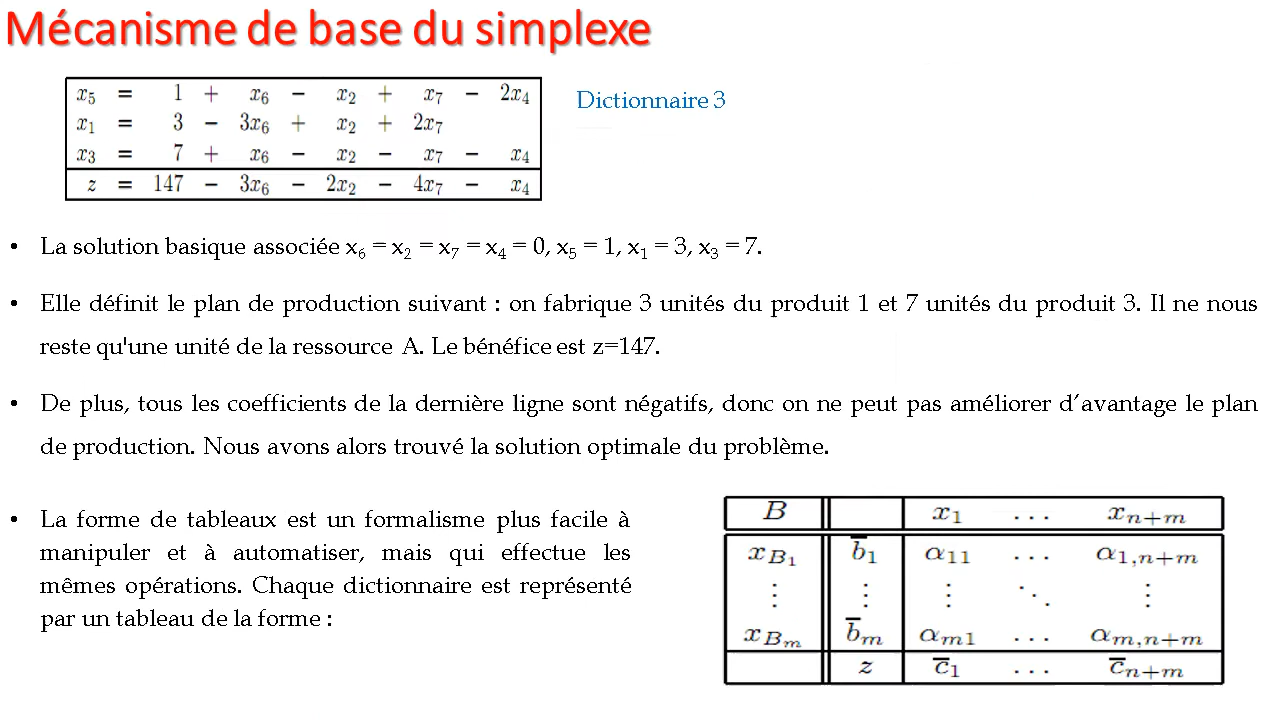 Mécanisme de base du simplexe
x₅ = 1 + x₆ − x₂ + x₇ − 2x₄
Dictionnaire 3
x₁ = 3 − 3x₆ + x₂ + 2x₇
x₃ = 7 + x₆ − x₂ − x₇ − x₄
z = 147 − 3x₆ − 2x₂ − 4x₇ − x₄
• La solution basique associée x₆ = x₂ = x₇ = x₄ = 0, x₅ = 1, x₁ = 3, x₃ = 7.
• Elle définit le plan de production suivant : on fabrique 3 unités du produit 1 et 7 unités du produit 3. Il ne nous
reste qu'une unité de la ressource A. Le bénéfice est z=147.
• De plus, tous les coefficients de la dernière ligne sont négatifs, donc on ne peut pas améliorer d’avantage le plan
de production. Nous avons alors trouvé la solution optimale du problème.
• La forme de tableaux est un formalisme plus facile à
manipuler et à automatiser, mais qui effectue les
mêmes opérations. Chaque dictionnaire est représenté
par un tableau de la forme :
B x₁ ... xₙ₊ₘ
x_B₁ b̅₁ α₁₁ ... α₁,ₙ₊ₘ
⋮ ⋮ ⋮ ⋱ ⋮
x_Bₘ b̅ₘ αₘ₁ ... αₘ,ₙ₊ₘ
z c̅₁ ... c̅ₙ₊ₘ